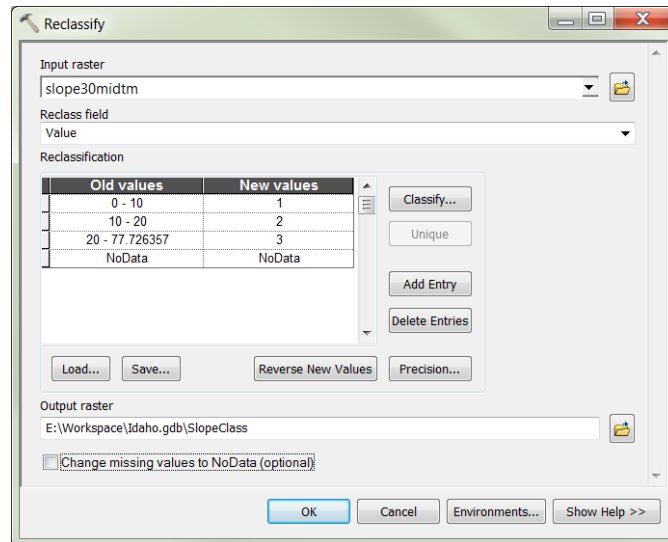 Reclassify
Input raster
slope30midtm
Reclass field
Value
Reclassification
Old values New values
0 - 10 1
10 - 20 2
20 - 77.726357 3
NoData NoData
Classify...
Unique
Add Entry
Delete Entries
Load... Save... Reverse New Values Precision...
Output raster
E:\Workspace\Idaho.gdb\SlopeClass
Change missing values to NoData (optional)
OK Cancel Environments... Show Help >>